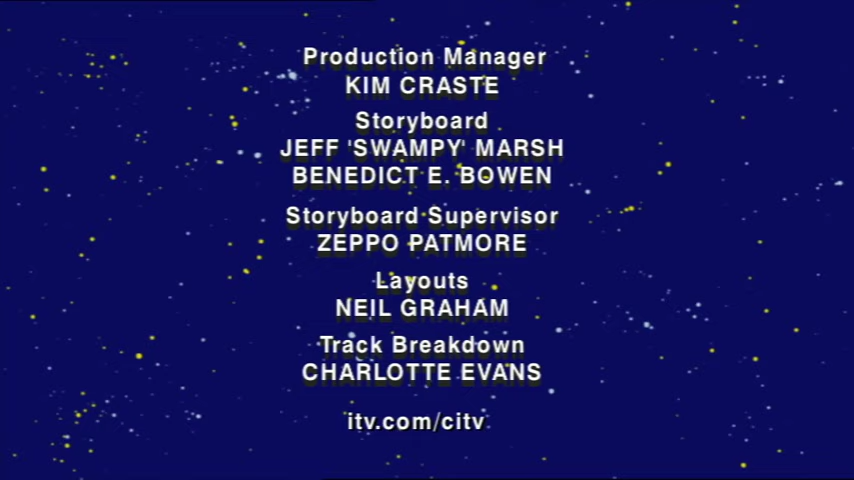 Production Manager
KIM CRASTE
Storyboard
JEFF 'SWAMPY' MARSH
BENEDICT E. BOWEN
Storyboard Supervisor
ZEPPO PATMORE
Layouts
NEIL GRAHAM
Track Breakdown
CHARLOTTE EVANS
itv.com/citv